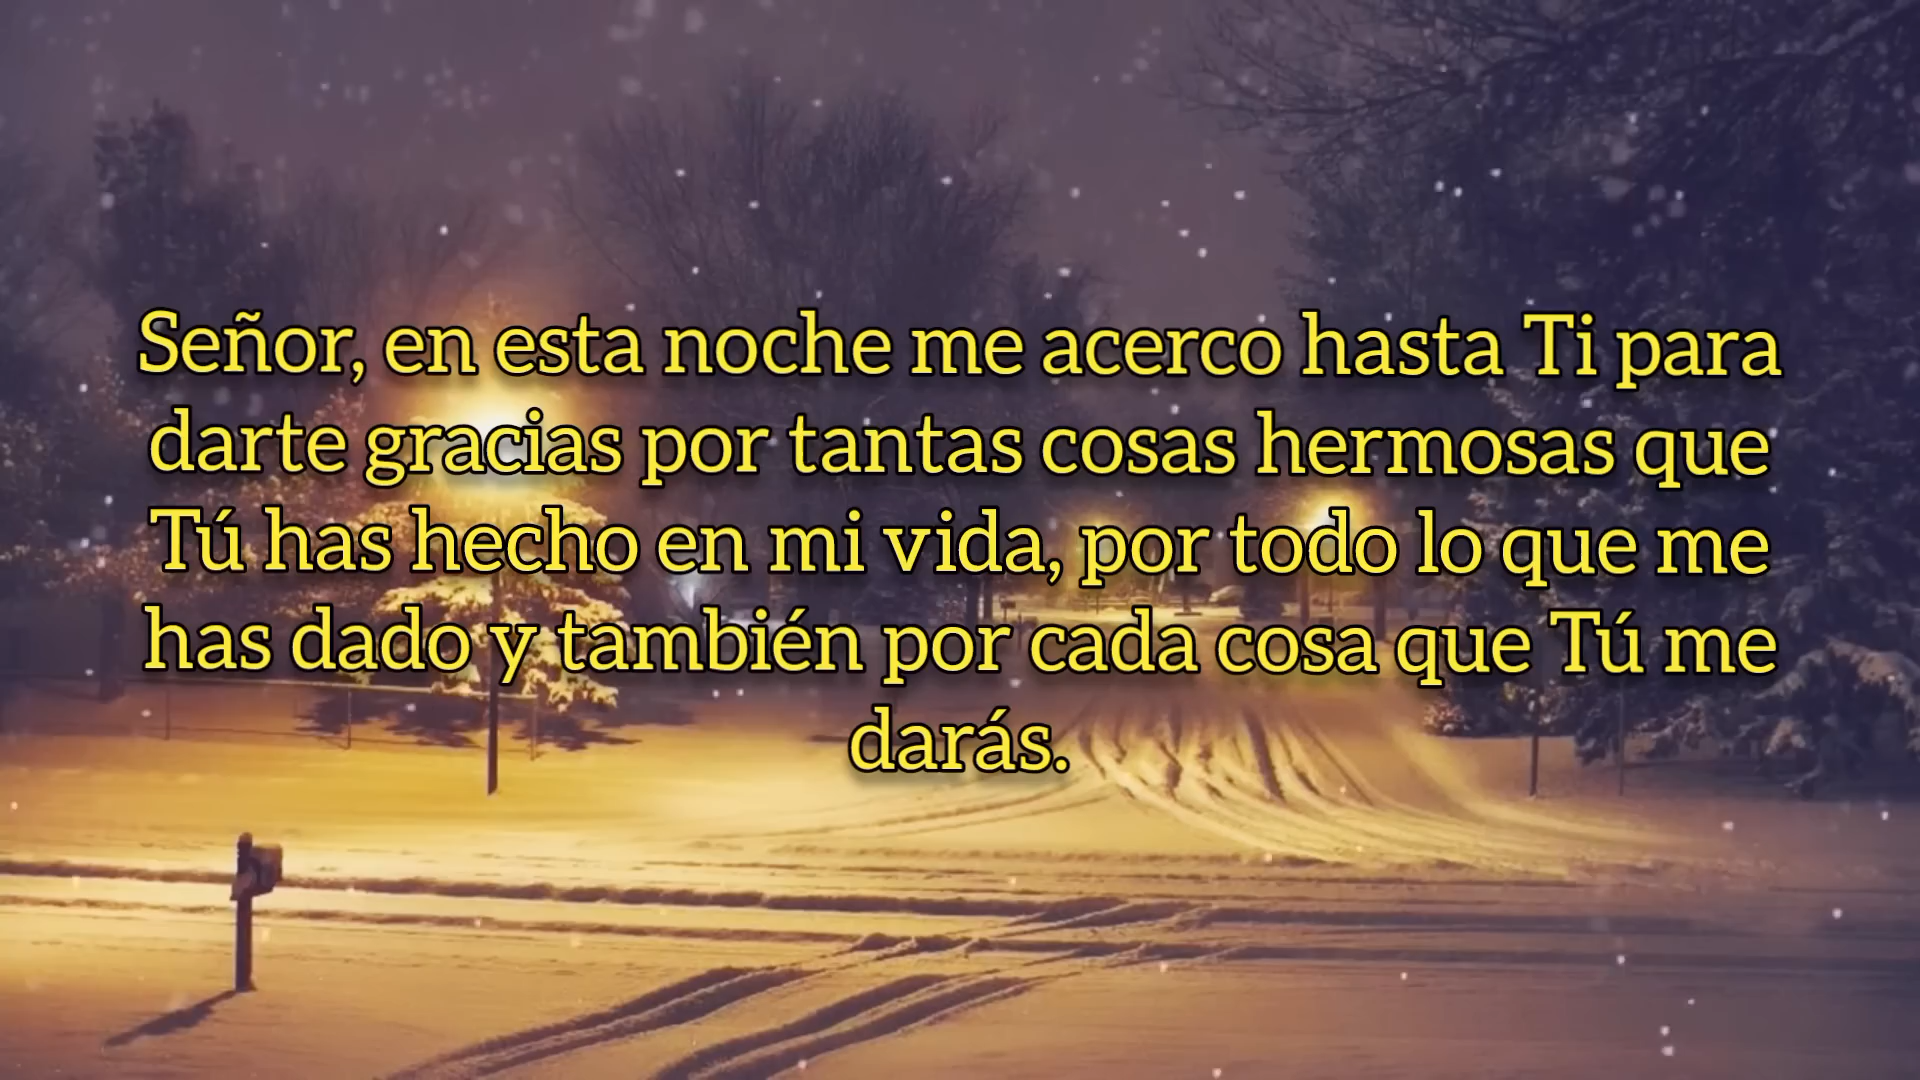 Señor, en esta noche me acerco hasta Ti para
darte gracias por tantas cosas hermosas que
Tú has hecho en mi vida, por todo lo que me
has dado y también por cada cosa que Tú me
darás.